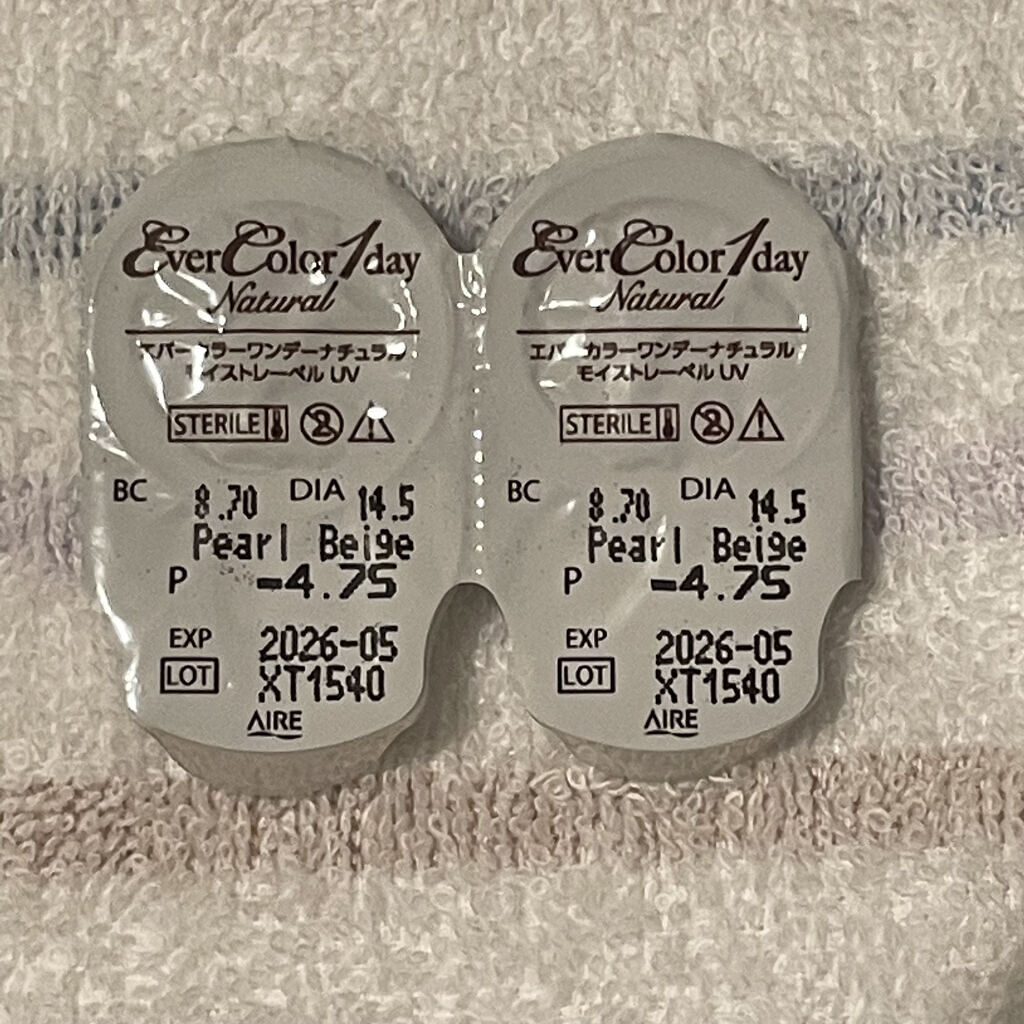 EverColor1day
Natural
エバーカラーワンデーナチュラル
モイストレーベル UV
STERILE
BC 8.70 DIA 14.5
Pearl Beige
P -4.75
EXP 2026-05
LOT XT1540
AIRE
EverColor1day
Natural
エバーカラーワンデーナチュラル
モイストレーベル UV
STERILE
BC 8.70 DIA 14.5
Pearl Beige
P -4.75
EXP 2026-05
LOT XT1540
AIRE